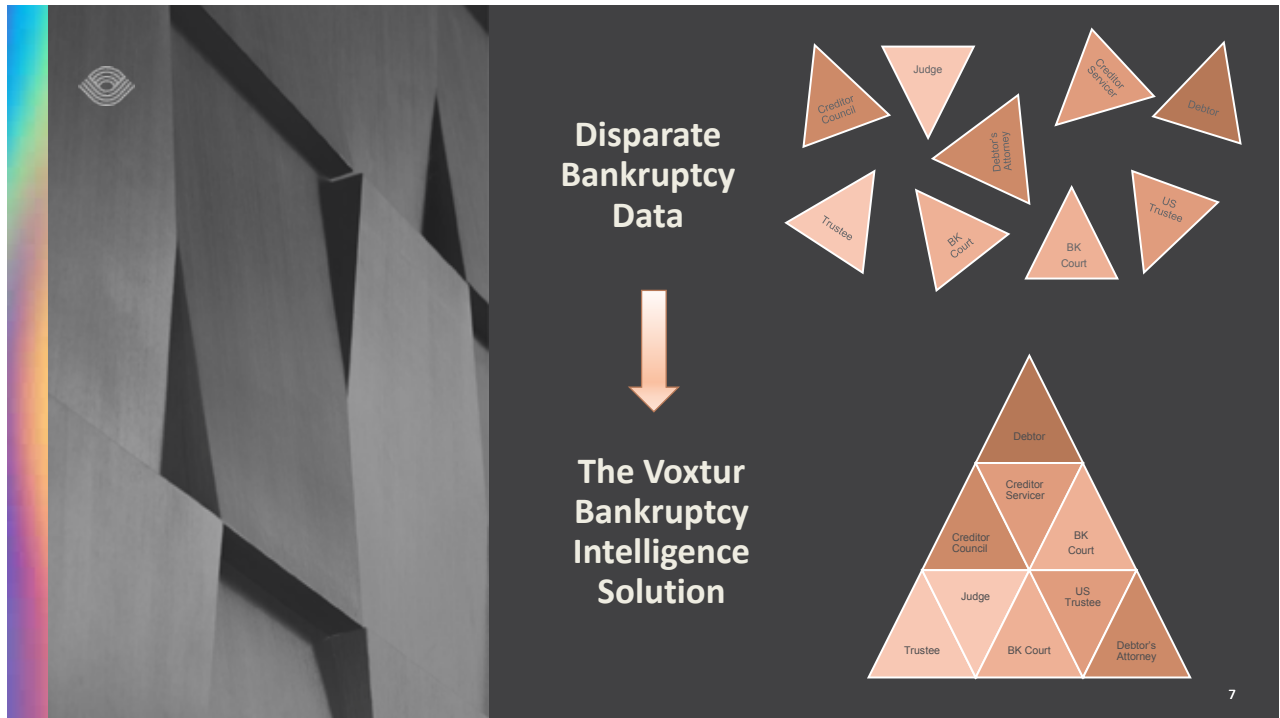 Disparate
Bankruptcy
Data
Creditor
Council
Judge
Debtor's
Attorney
Creditor
Servicer
Debtor
Trustee
BK
Court
BK
Court
US
Trustee
The Voxtur
Bankruptcy
Intelligence
Solution
Debtor
Creditor
Servicer
Creditor
Council
BK
Court
Judge
US
Trustee
Trustee
BK Court
Debtor's
Attorney
7